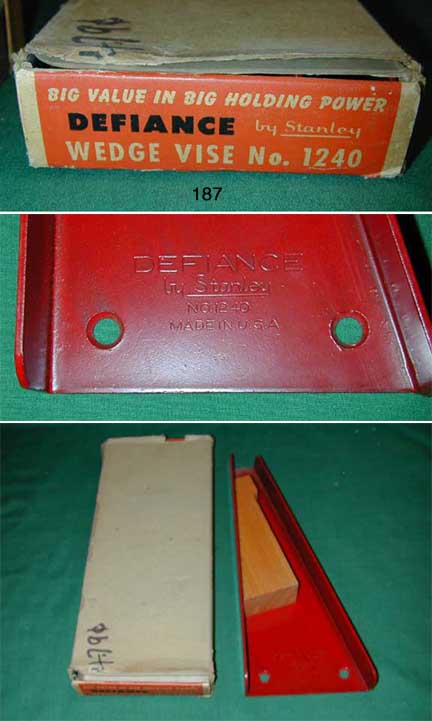 BIG VALUE IN BIG HOLDING POWER
DEFIANCE by Stanley
WEDGE VISE No. 1240
187
DEFIANCE
by Stanley
NO. 1240
MADE IN U.S.A